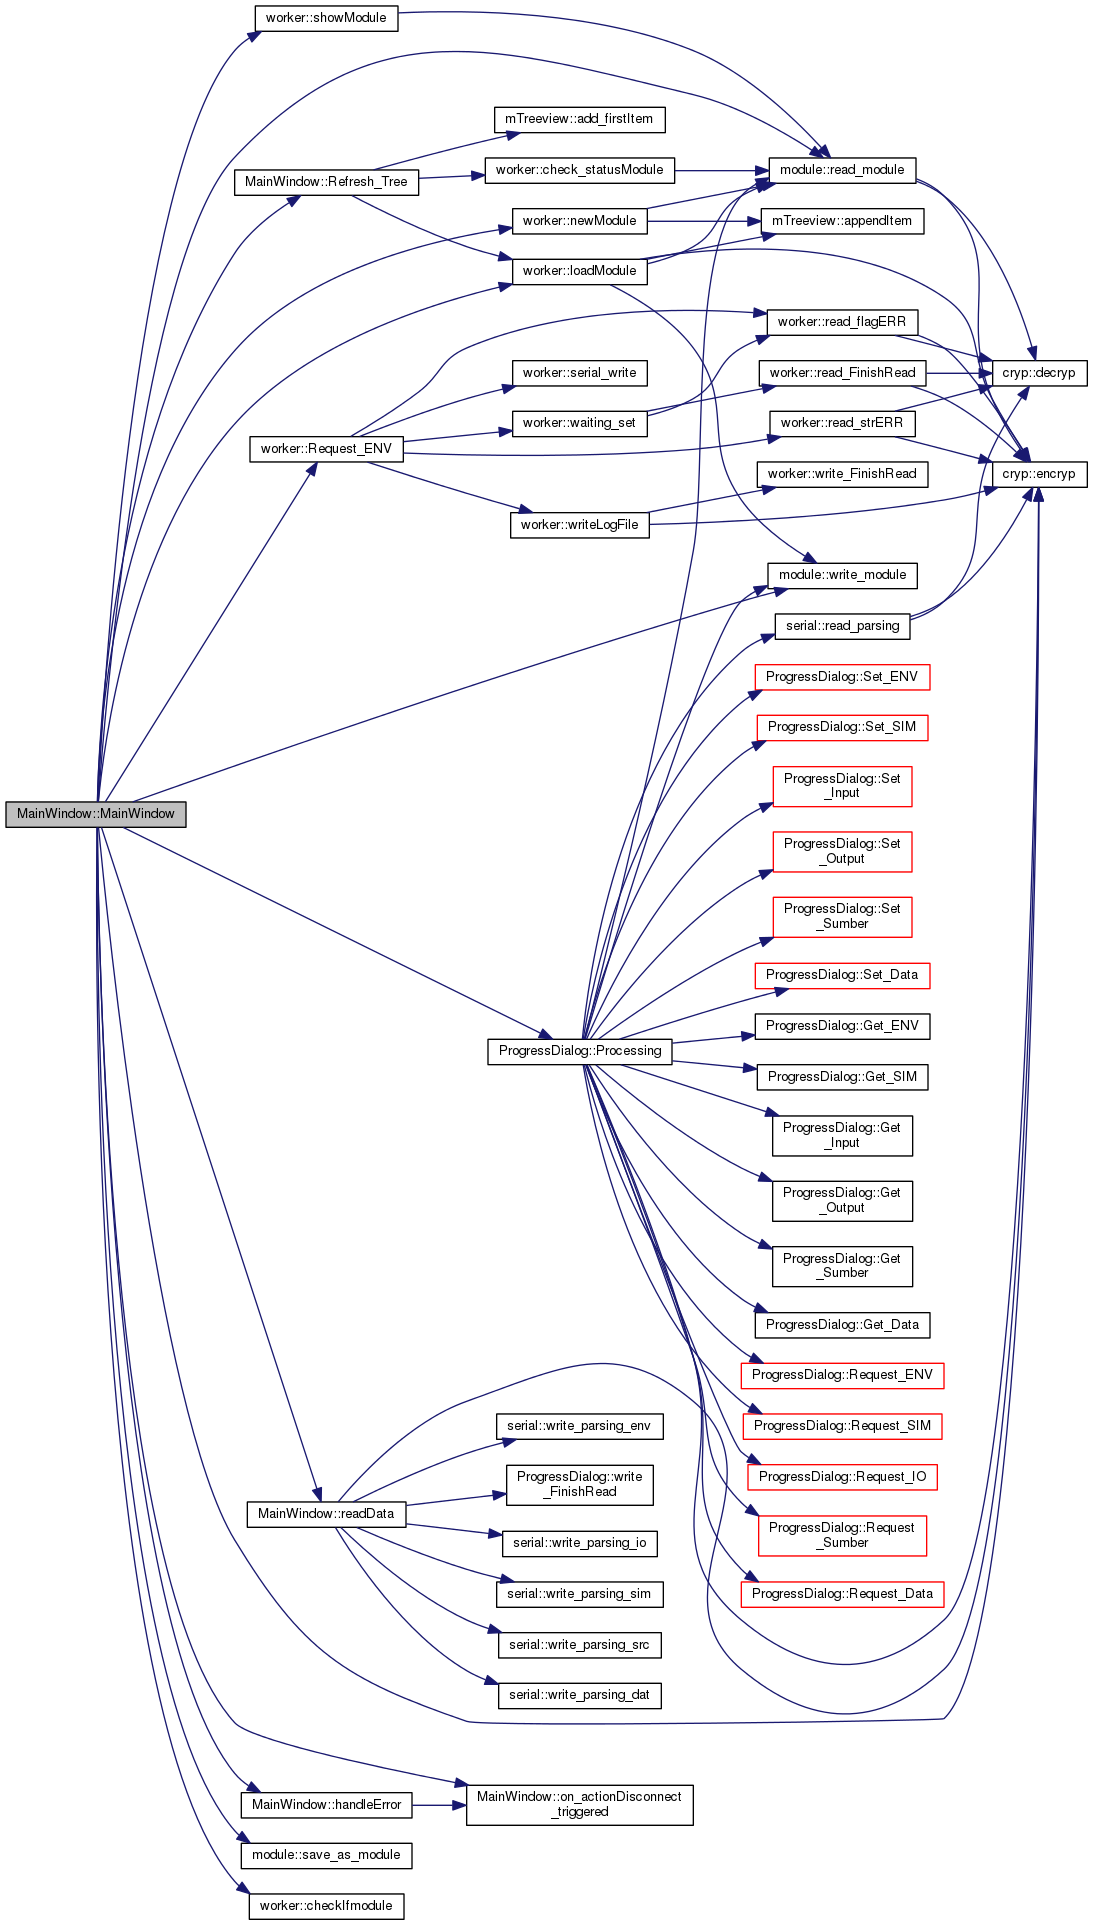 worker::showModule
mTreeview::add_firstItem
module::read_module
worker::check_statusModule
MainWindow::Refresh_Tree
worker::newModule
mTreeview::appendItem
worker::loadModule
worker::read_flagERR
worker::serial_write
worker::read_FinishRead
cryp::decryp
worker::waiting_set
worker::read_strERR
worker::Request_ENV
worker::write_FinishRead
cryp::encryp
worker::writeLogFile
module::write_module
serial::read_parsing
ProgressDialog::Set_ENV
ProgressDialog::Set_SIM
ProgressDialog::Set
_Input
MainWindow::MainWindow
ProgressDialog::Set
_Output
ProgressDialog::Set
_Sumber
ProgressDialog::Set_Data
ProgressDialog::Get_ENV
ProgressDialog::Processing
ProgressDialog::Get_SIM
ProgressDialog::Get
_Input
ProgressDialog::Get
_Output
ProgressDialog::Get
_Sumber
ProgressDialog::Get_Data
ProgressDialog::Request_ENV
ProgressDialog::Request_SIM
serial::write_parsing_env
ProgressDialog::Request_IO
ProgressDialog::write
_FinishRead
MainWindow::readData
ProgressDialog::Request
_Sumber
serial::write_parsing_io
serial::write_parsing_sim
ProgressDialog::Request_Data
serial::write_parsing_src
serial::write_parsing_dat
MainWindow::handleError
MainWindow::on_actionDisconnect
_triggered
module::save_as_module
worker::checkIfmodule